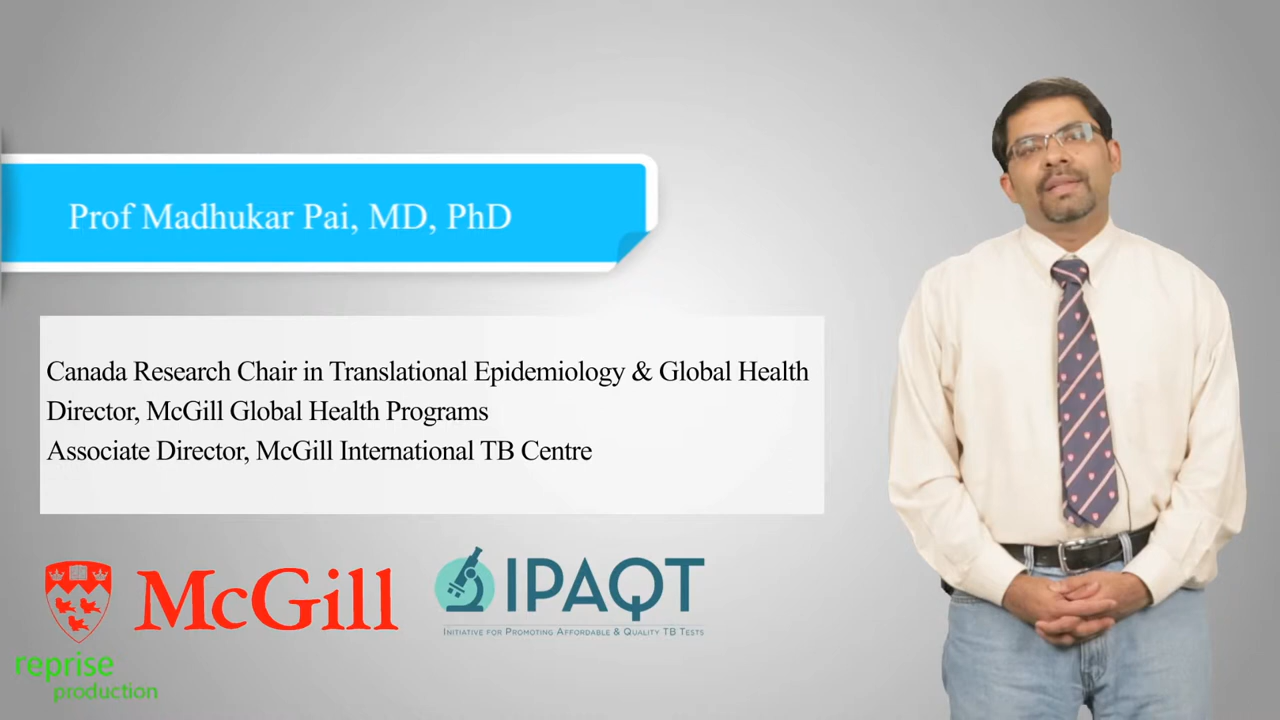 Prof Madhukar Pai, MD, PhD
Canada Research Chair in Translational Epidemiology & Global Health
Director, McGill Global Health Programs
Associate Director, McGill International TB Centre
McGill
IPAQT
INITIATIVE FOR PROMOTING AFFORDABLE & QUALITY TB TESTS
reprise
production